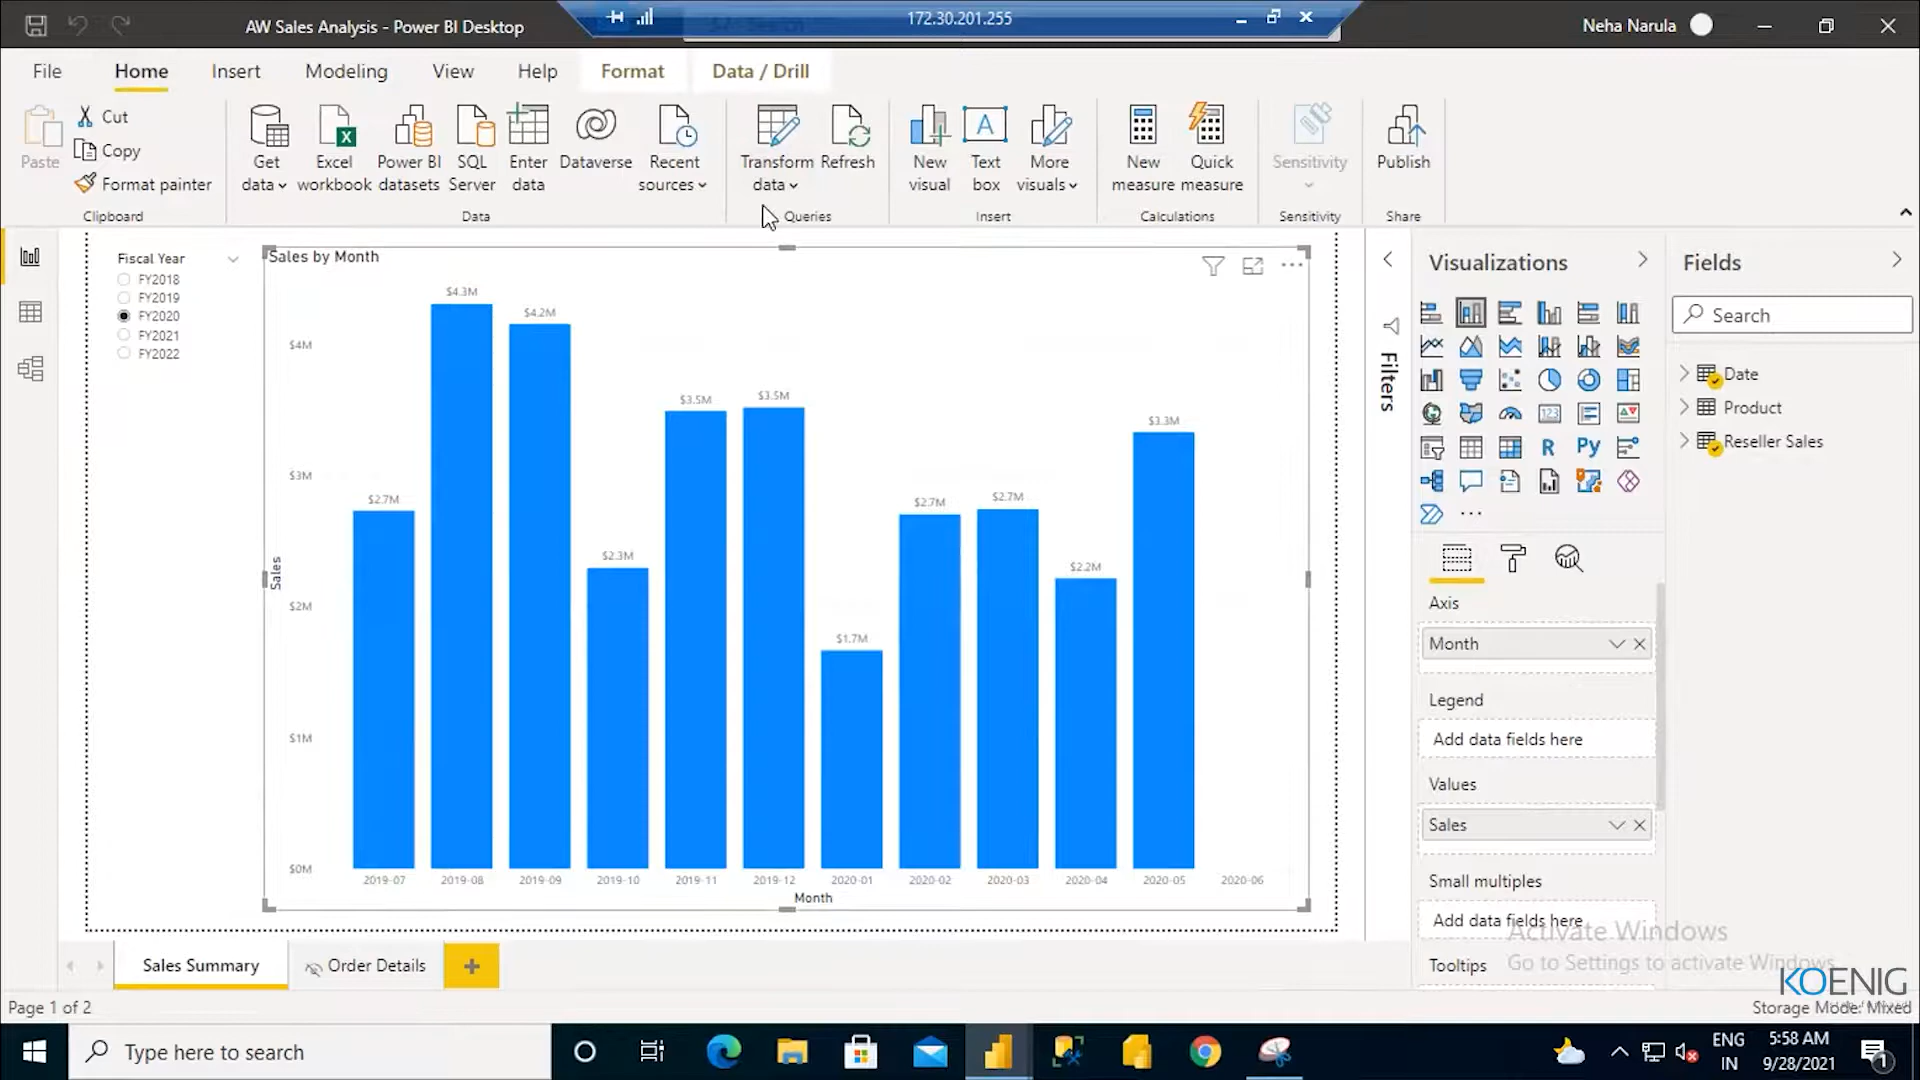 AW Sales Analysis - Power BI Desktop
172.30.201.255
Neha Narula
File
Home
Insert
Modeling
View
Help
Format
Data / Drill
Paste
Cut
Copy
Format painter
Clipboard
Get data
Excel workbook
Power BI datasets
SQL Server
Enter data
Dataverse
Recent sources
Data
Transform data
Refresh
Queries
New visual
Text box
More visuals
Insert
New measure
Quick measure
Calculations
Sensitivity
Sensitivity
Publish
Share
Fiscal Year
FY2018
FY2019
FY2020
FY2021
FY2022
Sales by Month
$4M
$3M
$2M
$1M
$0M
Sales
$2.7M
$4.3M
$4.2M
$2.3M
$3.5M
$3.5M
$1.7M
$2.7M
$2.7M
$2.2M
$3.3M
2019-07
2019-08
2019-09
2019-10
2019-11
2019-12
2020-01
2020-02
2020-03
2020-04
2020-05
2020-06
Month
Filters
Visualizations
R
Py
123
Axis
Month
Legend
Add data fields here
Values
Sales
Small multiples
Add data fields here
Tooltips
Fields
Search
Date
Product
Reseller Sales
Activate Windows
Go to Settings to activate Windows.
KOENIG
Sales Summary
Order Details
Page 1 of 2
Storage Mode: Mixed
Type here to search
ENG
IN
5:58 AM
9/28/2021
1